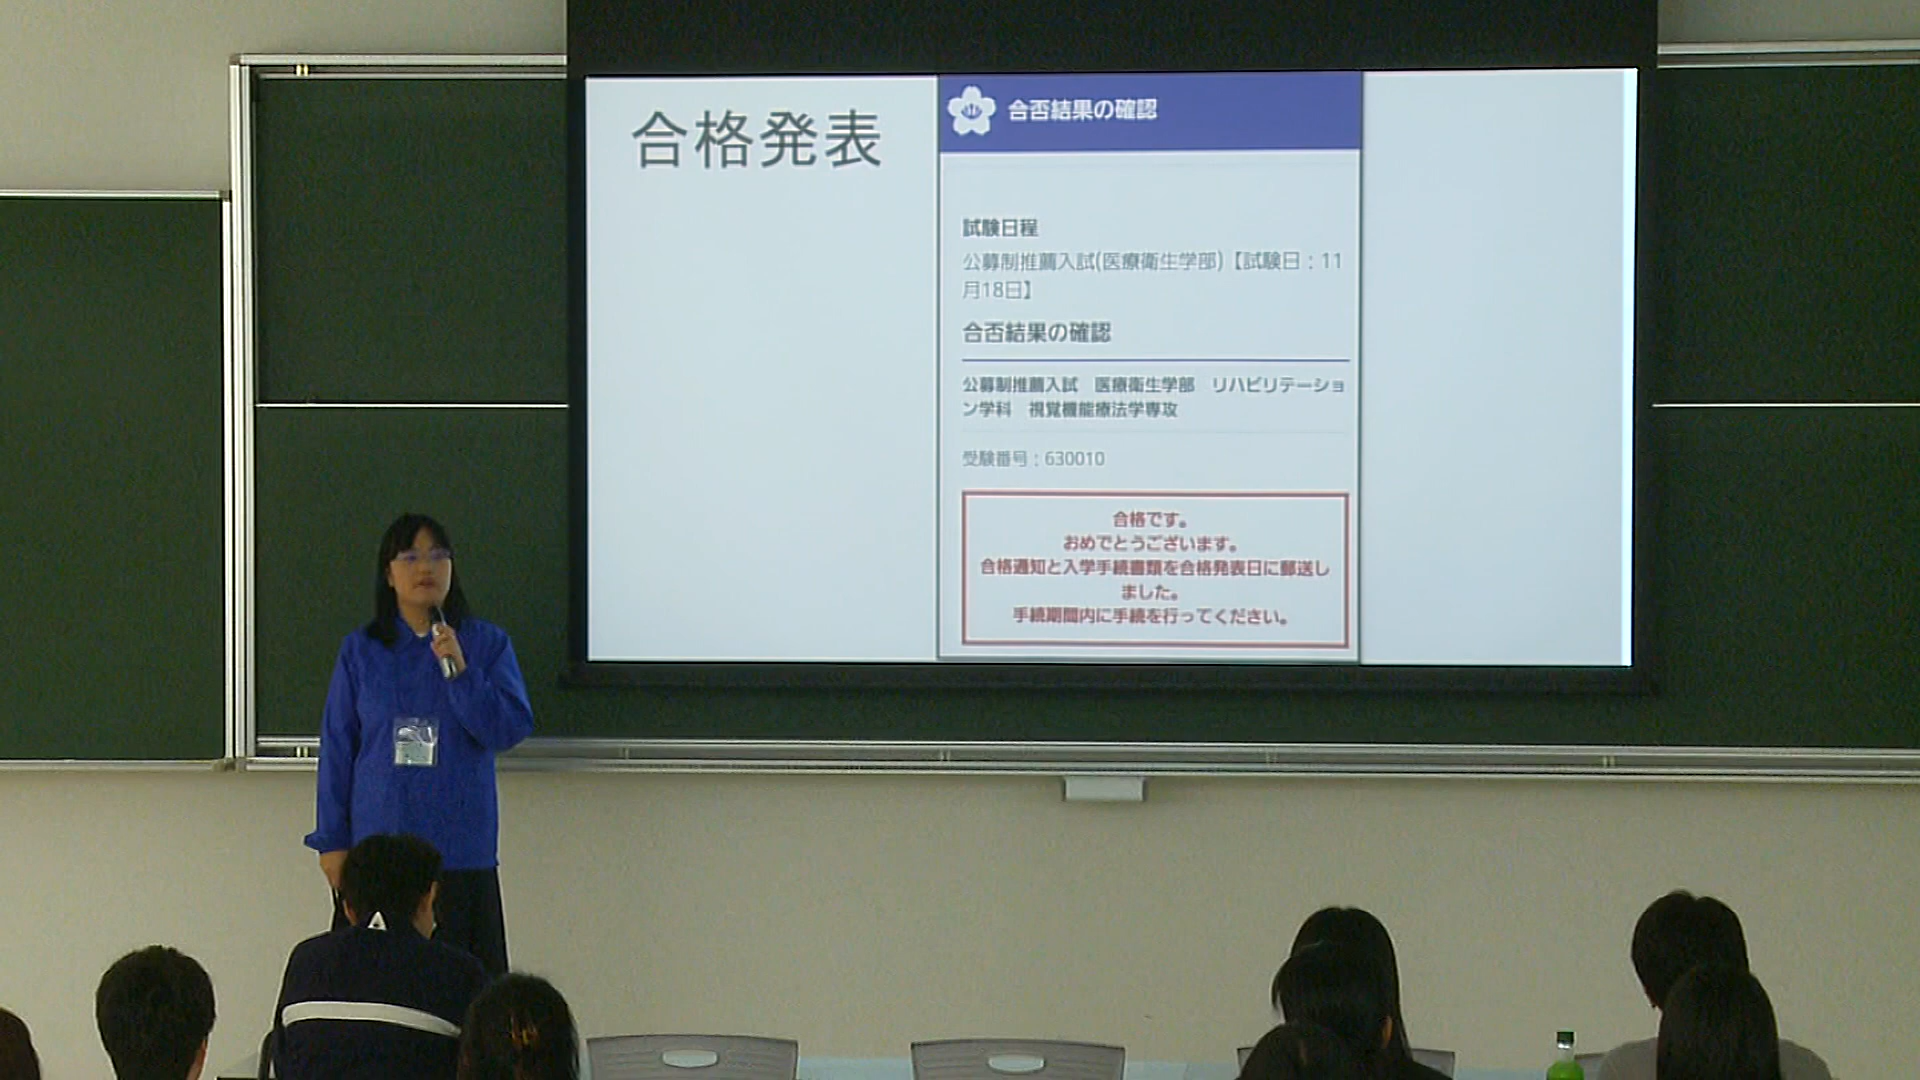 合格発表
合否結果の確認
試験日程
公募制推薦入試(医療衛生学部)【試験日：11
月18日】
合否結果の確認
公募制推薦入試　医療衛生学部　リハビリテーショ
ン学科　視覚機能療法学専攻
受験番号：630010
合格です。
おめでとうございます。
合格通知と入学手続書類を合格発表日に郵送し
ました。
手続期間内に手続を行ってください。